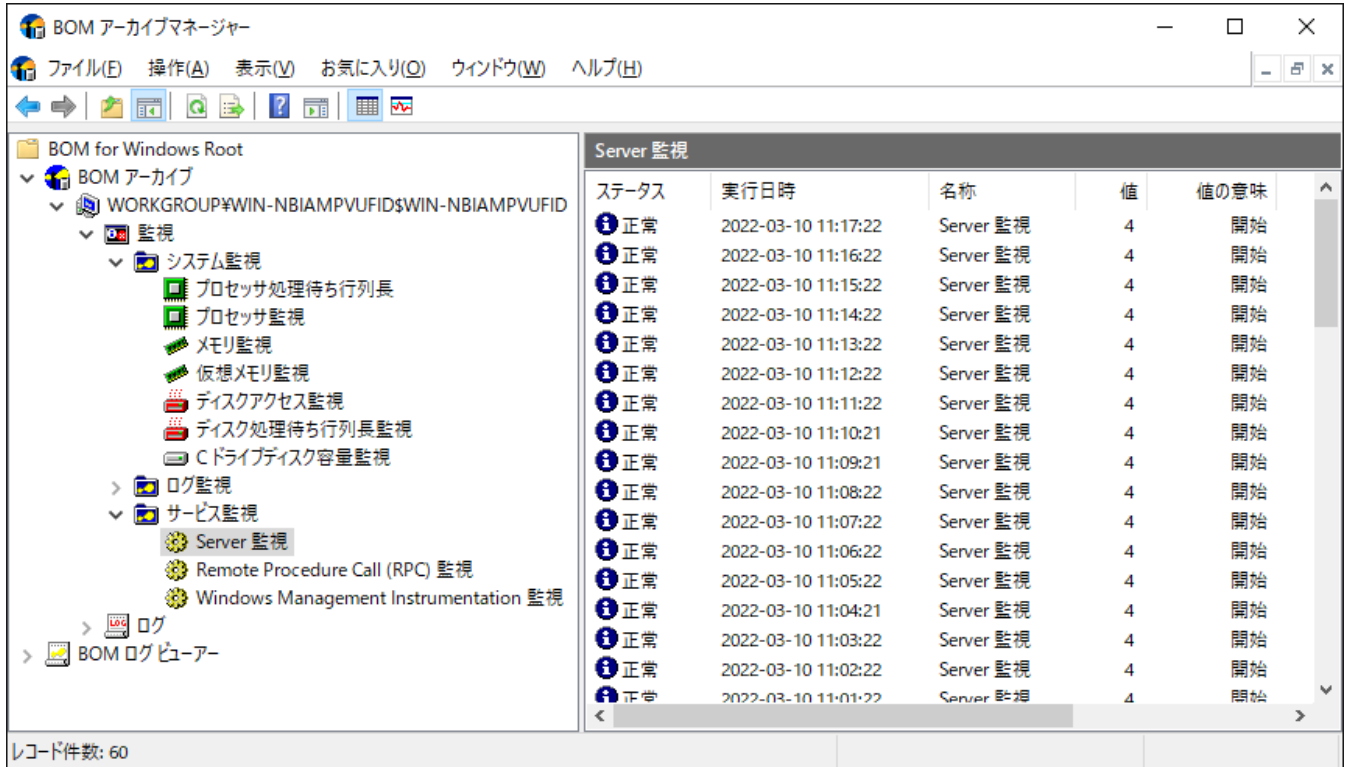 BOM アーカイブマネージャー
ファイル(F) 操作(A) 表示(V) お気に入り(O) ウィンドウ(W) ヘルプ(H)
BOM for Windows Root
BOM アーカイブ
WORKGROUP¥WIN-NBIAMPVUFID$WIN-NBIAMPVUFID
監視
システム監視
プロセッサ処理待ち行列長
プロセッサ監視
メモリ監視
仮想メモリ監視
ディスクアクセス監視
ディスク処理待ち行列長監視
C ドライブディスク容量監視
ログ監視
サービス監視
Server 監視
Remote Procedure Call (RPC) 監視
Windows Management Instrumentation 監視
LOG ログ
BOM ログ ビューアー
Server 監視
ステータス 実行日時 名称 値 値の意味
正常 2022-03-10 11:17:22 Server 監視 4 開始
正常 2022-03-10 11:16:22 Server 監視 4 開始
正常 2022-03-10 11:15:22 Server 監視 4 開始
正常 2022-03-10 11:14:22 Server 監視 4 開始
正常 2022-03-10 11:13:22 Server 監視 4 開始
正常 2022-03-10 11:12:22 Server 監視 4 開始
正常 2022-03-10 11:11:22 Server 監視 4 開始
正常 2022-03-10 11:10:21 Server 監視 4 開始
正常 2022-03-10 11:09:21 Server 監視 4 開始
正常 2022-03-10 11:08:22 Server 監視 4 開始
正常 2022-03-10 11:07:22 Server 監視 4 開始
正常 2022-03-10 11:06:22 Server 監視 4 開始
正常 2022-03-10 11:05:22 Server 監視 4 開始
正常 2022-03-10 11:04:21 Server 監視 4 開始
正常 2022-03-10 11:03:22 Server 監視 4 開始
正常 2022-03-10 11:02:22 Server 監視 4 開始
正常 2022-03-10 11:01:22 Server 監視 4 開始
レコード件数: 60